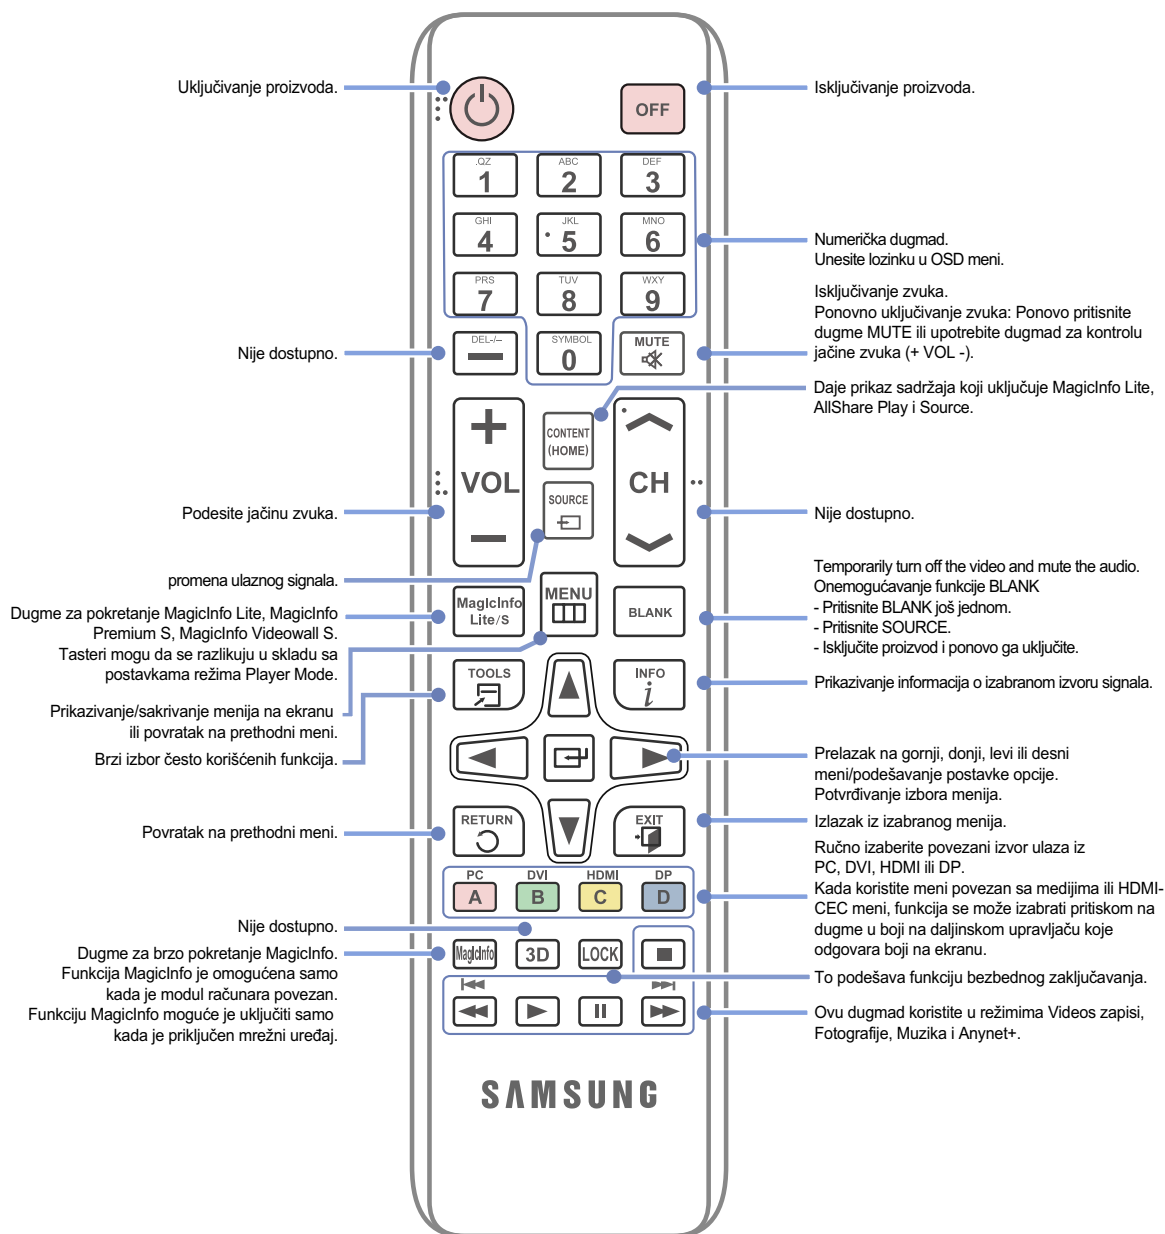 Uključivanje proizvoda.
OFF
Isključivanje proizvoda.
.QZ
1
ABC
2
DEF
3
GHI
4
JKL
5
MNO
6
PRS
7
TUV
8
WXY
9
Numerička dugmad.
Unesite lozinku u OSD meni.
DEL-/--
SYMBOL
0
MUTE
Nije dostupno.
Isključivanje zvuka.
Ponovno uključivanje zvuka: Ponovo pritisnite
dugme MUTE ili upotrebite dugmad za kontrolu
jačine zvuka (+ VOL -).
Daje prikaz sadržaja koji uključuje MagicInfo Lite,
AllShare Play i Source.
CONTENT
(HOME)
VOL
CH
SOURCE
Podesite jačinu zvuka.
Nije dostupno.
promena ulaznog signala.
Temporarily turn off the video and mute the audio.
Onemogućavanje funkcije BLANK
- Pritisnite BLANK još jednom.
- Pritisnite SOURCE.
- Isključite proizvod i ponovo ga uključite.
MagicInfo
Lite/S
MENU
BLANK
Dugme za pokretanje MagicInfo Lite, MagicInfo
Premium S, MagicInfo Videowall S.
Tasteri mogu da se razlikuju u skladu sa
postavkama režima Player Mode.
TOOLS
INFO
i
Prikazivanje informacija o izabranom izvoru signala.
Prikazivanje/sakrivanje menija na ekranu
ili povratak na prethodni meni.
Brzi izbor često korišćenih funkcija.
Prelazak na gornji, donji, levi ili desni
meni/podešavanje postavke opcije.
Potvrđivanje izbora menija.
RETURN
EXIT
Povratak na prethodni meni.
Izlazak iz izabranog menija.
PC
A
DVI
B
HDMI
C
DP
D
Ručno izaberite povezani izvor ulaza iz
PC, DVI, HDMI ili DP.
Kada koristite meni povezan sa medijima ili HDMI-
CEC meni, funkcija se može izabrati pritiskom na
dugme u boji na daljinskom upravljaču koje
odgovara boji na ekranu.
Nije dostupno.
MagicInfo
3D
LOCK
Dugme za brzo pokretanje MagicInfo.
Funkcija MagicInfo je omogućena samo
kada je modul računara povezan.
Funkciju MagicInfo moguće je uključiti samo
kada je priključen mrežni uređaj.
To podešava funkciju bezbednog zaključavanja.
Ovu dugmad koristite u režimima Videos zapisi,
Fotografije, Muzika i Anynet+.
SAMSUNG